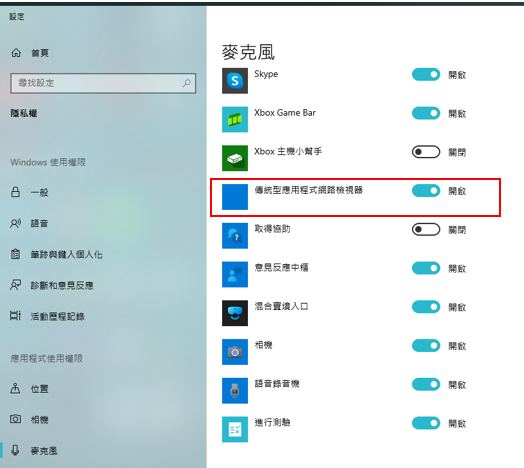 設定
首頁
尋找設定
隱私權
Windows 使用權限
一般
語音
筆跡與鍵入個人化
診斷和意見反應
活動歷程記錄
應用程式使用權限
位置
相機
麥克風
麥克風
Skype 開啟
Xbox Game Bar 開啟
Xbox 主機小幫手 關閉
傳統型應用程式網路檢視器 開啟
取得協助 關閉
意見反應中樞 開啟
混合實境入口 開啟
相機 開啟
語音錄音機 開啟
進行測驗 開啟